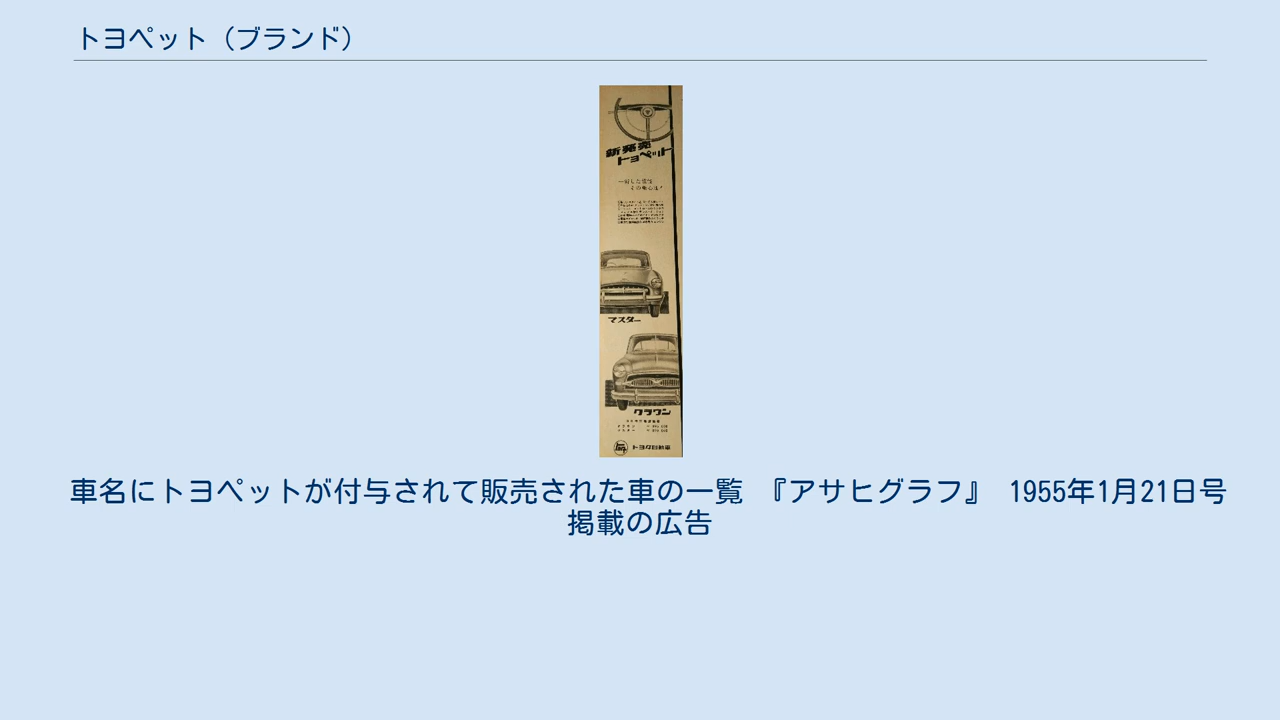 トヨペット（ブランド）
新発売
トヨペット
マスター
クラウン
トヨタ自動車
車名にトヨペットが付与されて販売された車の一覧 『アサヒグラフ』 1955年1月21日号
掲載の広告